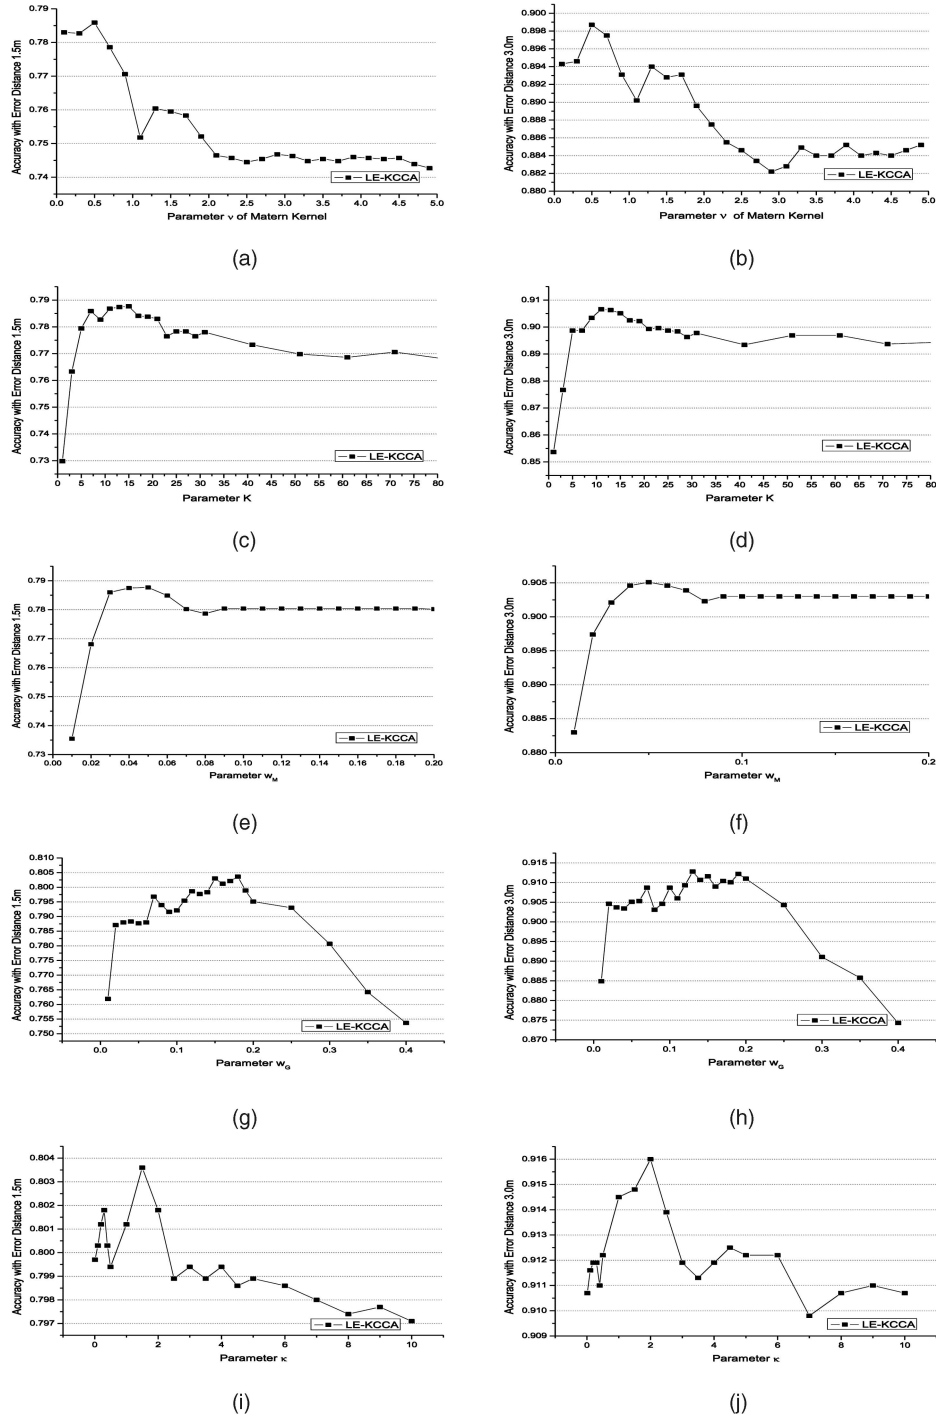 Accuracy with Error Distance 1.5m
0.79
0.78
0.77
0.76
0.75
0.74
LE-KCCA
0.0 0.5 1.0 1.5 2.0 2.5 3.0 3.5 4.0 4.5 5.0
Parameter ν of Matern Kernel
(a)
Accuracy with Error Distance 3.0m
0.900
0.898
0.896
0.894
0.892
0.890
0.888
0.886
0.884
0.882
0.880
LE-KCCA
0.0 0.5 1.0 1.5 2.0 2.5 3.0 3.5 4.0 4.5 5.0
Parameter ν of Matern Kernel
(b)
Accuracy with Error Distance 1.5m
0.79
0.78
0.77
0.76
0.75
0.74
0.73
LE-KCCA
0 5 10 15 20 25 30 35 40 45 50 55 60 65 70 75 80
Parameter K
(c)
Accuracy with Error Distance 3.0m
0.91
0.90
0.89
0.88
0.87
0.86
0.85
LE-KCCA
0 5 10 15 20 25 30 35 40 45 50 55 60 65 70 75 80
Parameter K
(d)
Accuracy with Error Distance 1.5m
0.79
0.78
0.77
0.76
0.75
0.74
0.73
LE-KCCA
0.00 0.02 0.04 0.06 0.08 0.10 0.12 0.14 0.16 0.18 0.20
Parameter w_M
(e)
Accuracy with Error Distance 3.0m
0.905
0.900
0.895
0.890
0.885
0.880
LE-KCCA
0.0 0.1 0.2
Parameter w_M
(f)
Accuracy with Error Distance 1.5m
0.810
0.805
0.800
0.795
0.790
0.785
0.780
0.775
0.770
0.765
0.760
0.755
0.750
LE-KCCA
0.0 0.1 0.2 0.3 0.4
Parameter w_G
(g)
Accuracy with Error Distance 3.0m
0.915
0.910
0.905
0.900
0.895
0.890
0.885
0.880
0.875
0.870
LE-KCCA
0.0 0.1 0.2 0.3 0.4
Parameter w_G
(h)
Accuracy with Error Distance 1.5m
0.804
0.803
0.802
0.801
0.800
0.799
0.798
0.797
LE-KCCA
0 2 4 6 8 10
Parameter κ
(i)
Accuracy with Error Distance 3.0m
0.916
0.915
0.914
0.913
0.912
0.911
0.910
0.909
LE-KCCA
0 2 4 6 8 10
Parameter κ
(j)